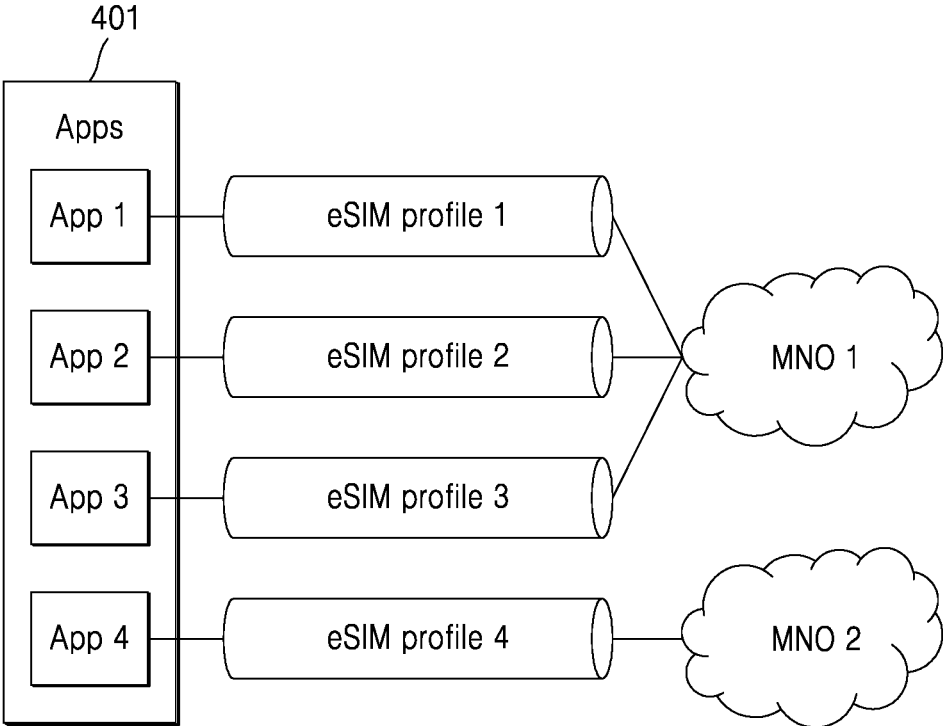 401
Apps
App 1
eSIM profile 1
App 2
eSIM profile 2
MNO 1
App 3
eSIM profile 3
App 4
eSIM profile 4
MNO 2